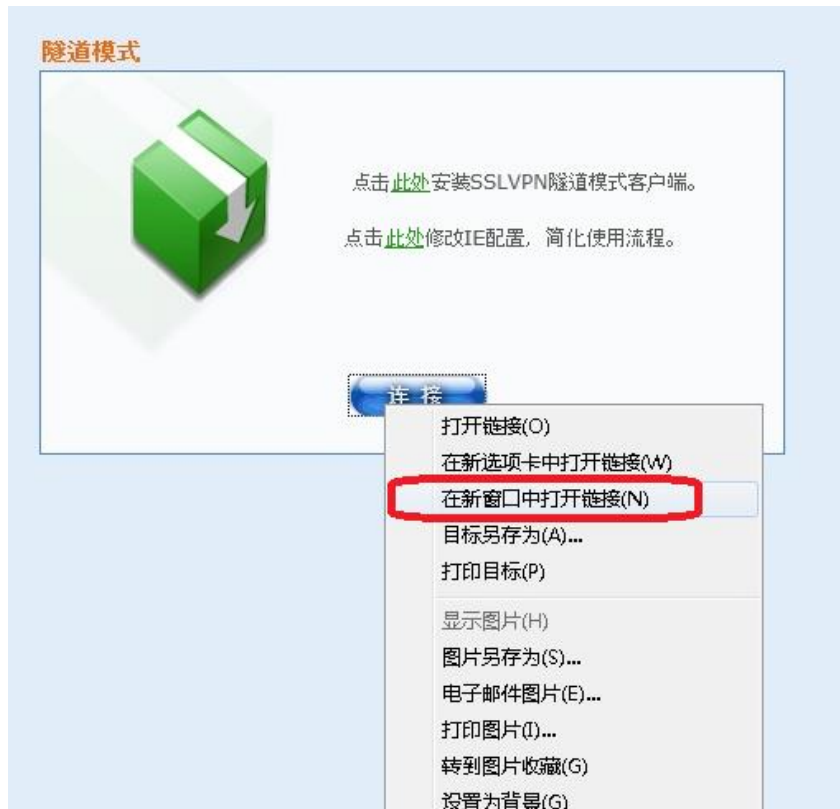 隧道模式
点击此处安装SSLVPN隧道模式客户端。
点击此处修改IE配置，简化使用流程。
连接
打开链接(O)
在新选项卡中打开链接(W)
在新窗口中打开链接(N)
目标另存为(A)...
打印目标(P)
显示图片(H)
图片另存为(S)...
电子邮件图片(E)...
打印图片(I)...
转到图片收藏(G)
设置为背景(G)